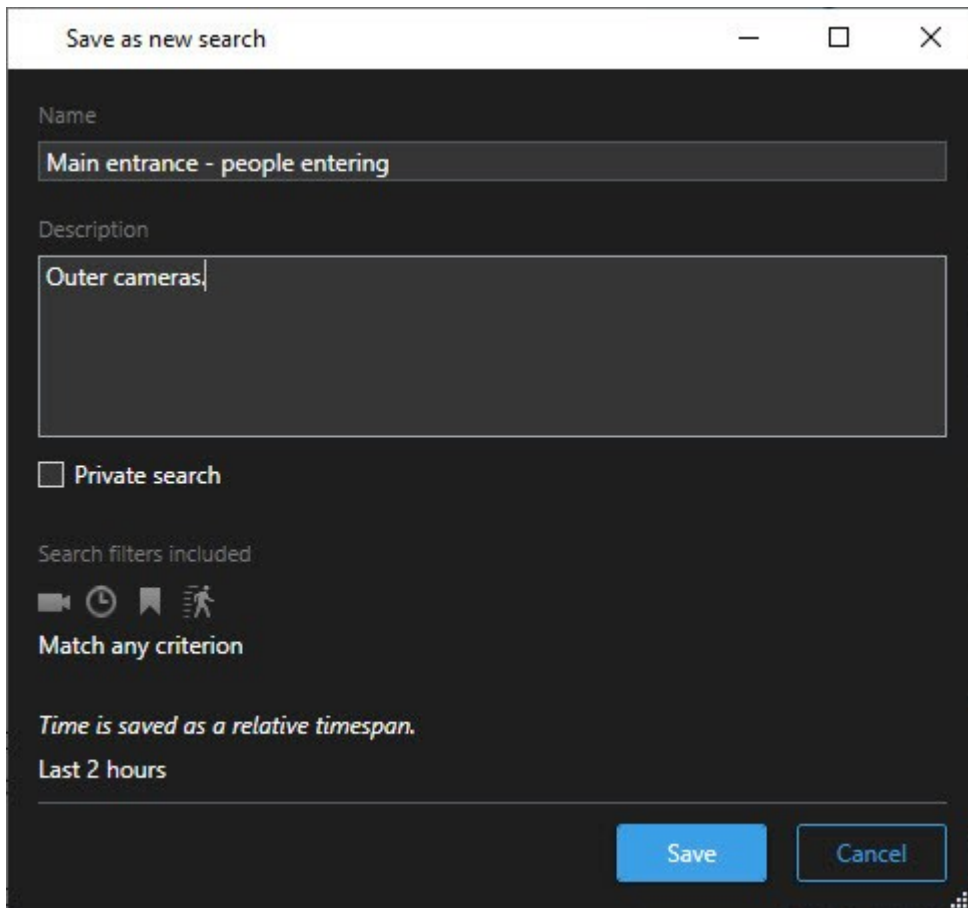 Save as new search
Name
Main entrance - people entering
Description
Outer cameras.
Private search
Search filters included
Match any criterion
Time is saved as a relative timespan.
Last 2 hours
Save
Cancel